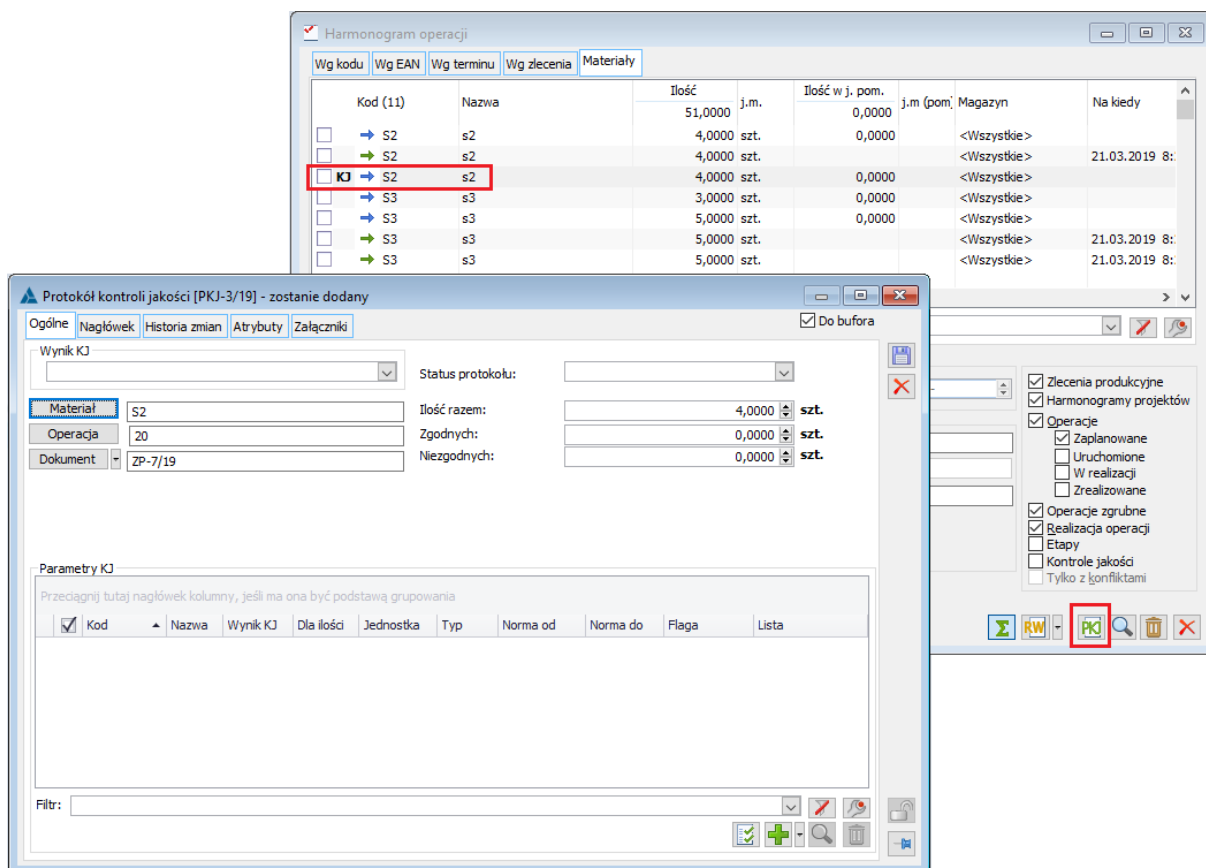 Harmonogram operacji
Wg kodu Wg EAN Wg terminu Wg zlecenia Materiały
Kod (11) Nazwa Ilość j.m. Ilość w j. pom. j.m (pom) Magazyn Na kiedy
51,0000 0,0000
S2 s2 4,0000 szt. 0,0000 <Wszystkie>
S2 s2 4,0000 szt. <Wszystkie> 21.03.2019 8:
KJ S2 s2 4,0000 szt. 0,0000 <Wszystkie>
S3 s3 3,0000 szt. 0,0000 <Wszystkie>
S3 s3 5,0000 szt. 0,0000 <Wszystkie>
S3 s3 5,0000 szt. <Wszystkie> 21.03.2019 8:
S3 s3 5,0000 szt. <Wszystkie> 21.03.2019 8:
Zlecenia produkcyjne
Harmonogramy projektów
Operacje
Zaplanowane
Uruchomione
W realizacji
Zrealizowane
Operacje zgrubne
Realizacja operacji
Etapy
Kontrole jakości
Tylko z konfliktami
Σ RW PKJ
Protokół kontroli jakości [PKJ-3/19] - zostanie dodany
Ogólne Nagłówek Historia zmian Atrybuty Załączniki Do bufora
Wynik KJ
Status protokołu:
Materiał S2 Ilość razem: 4,0000 szt.
Operacja 20 Zgodnych: 0,0000 szt.
Dokument ZP-7/19 Niezgodnych: 0,0000 szt.
Parametry KJ
Przeciągnij tutaj nagłówek kolumny, jeśli ma ona być podstawą grupowania
Kod Nazwa Wynik KJ Dla ilości Jednostka Typ Norma od Norma do Flaga Lista
Filtr: